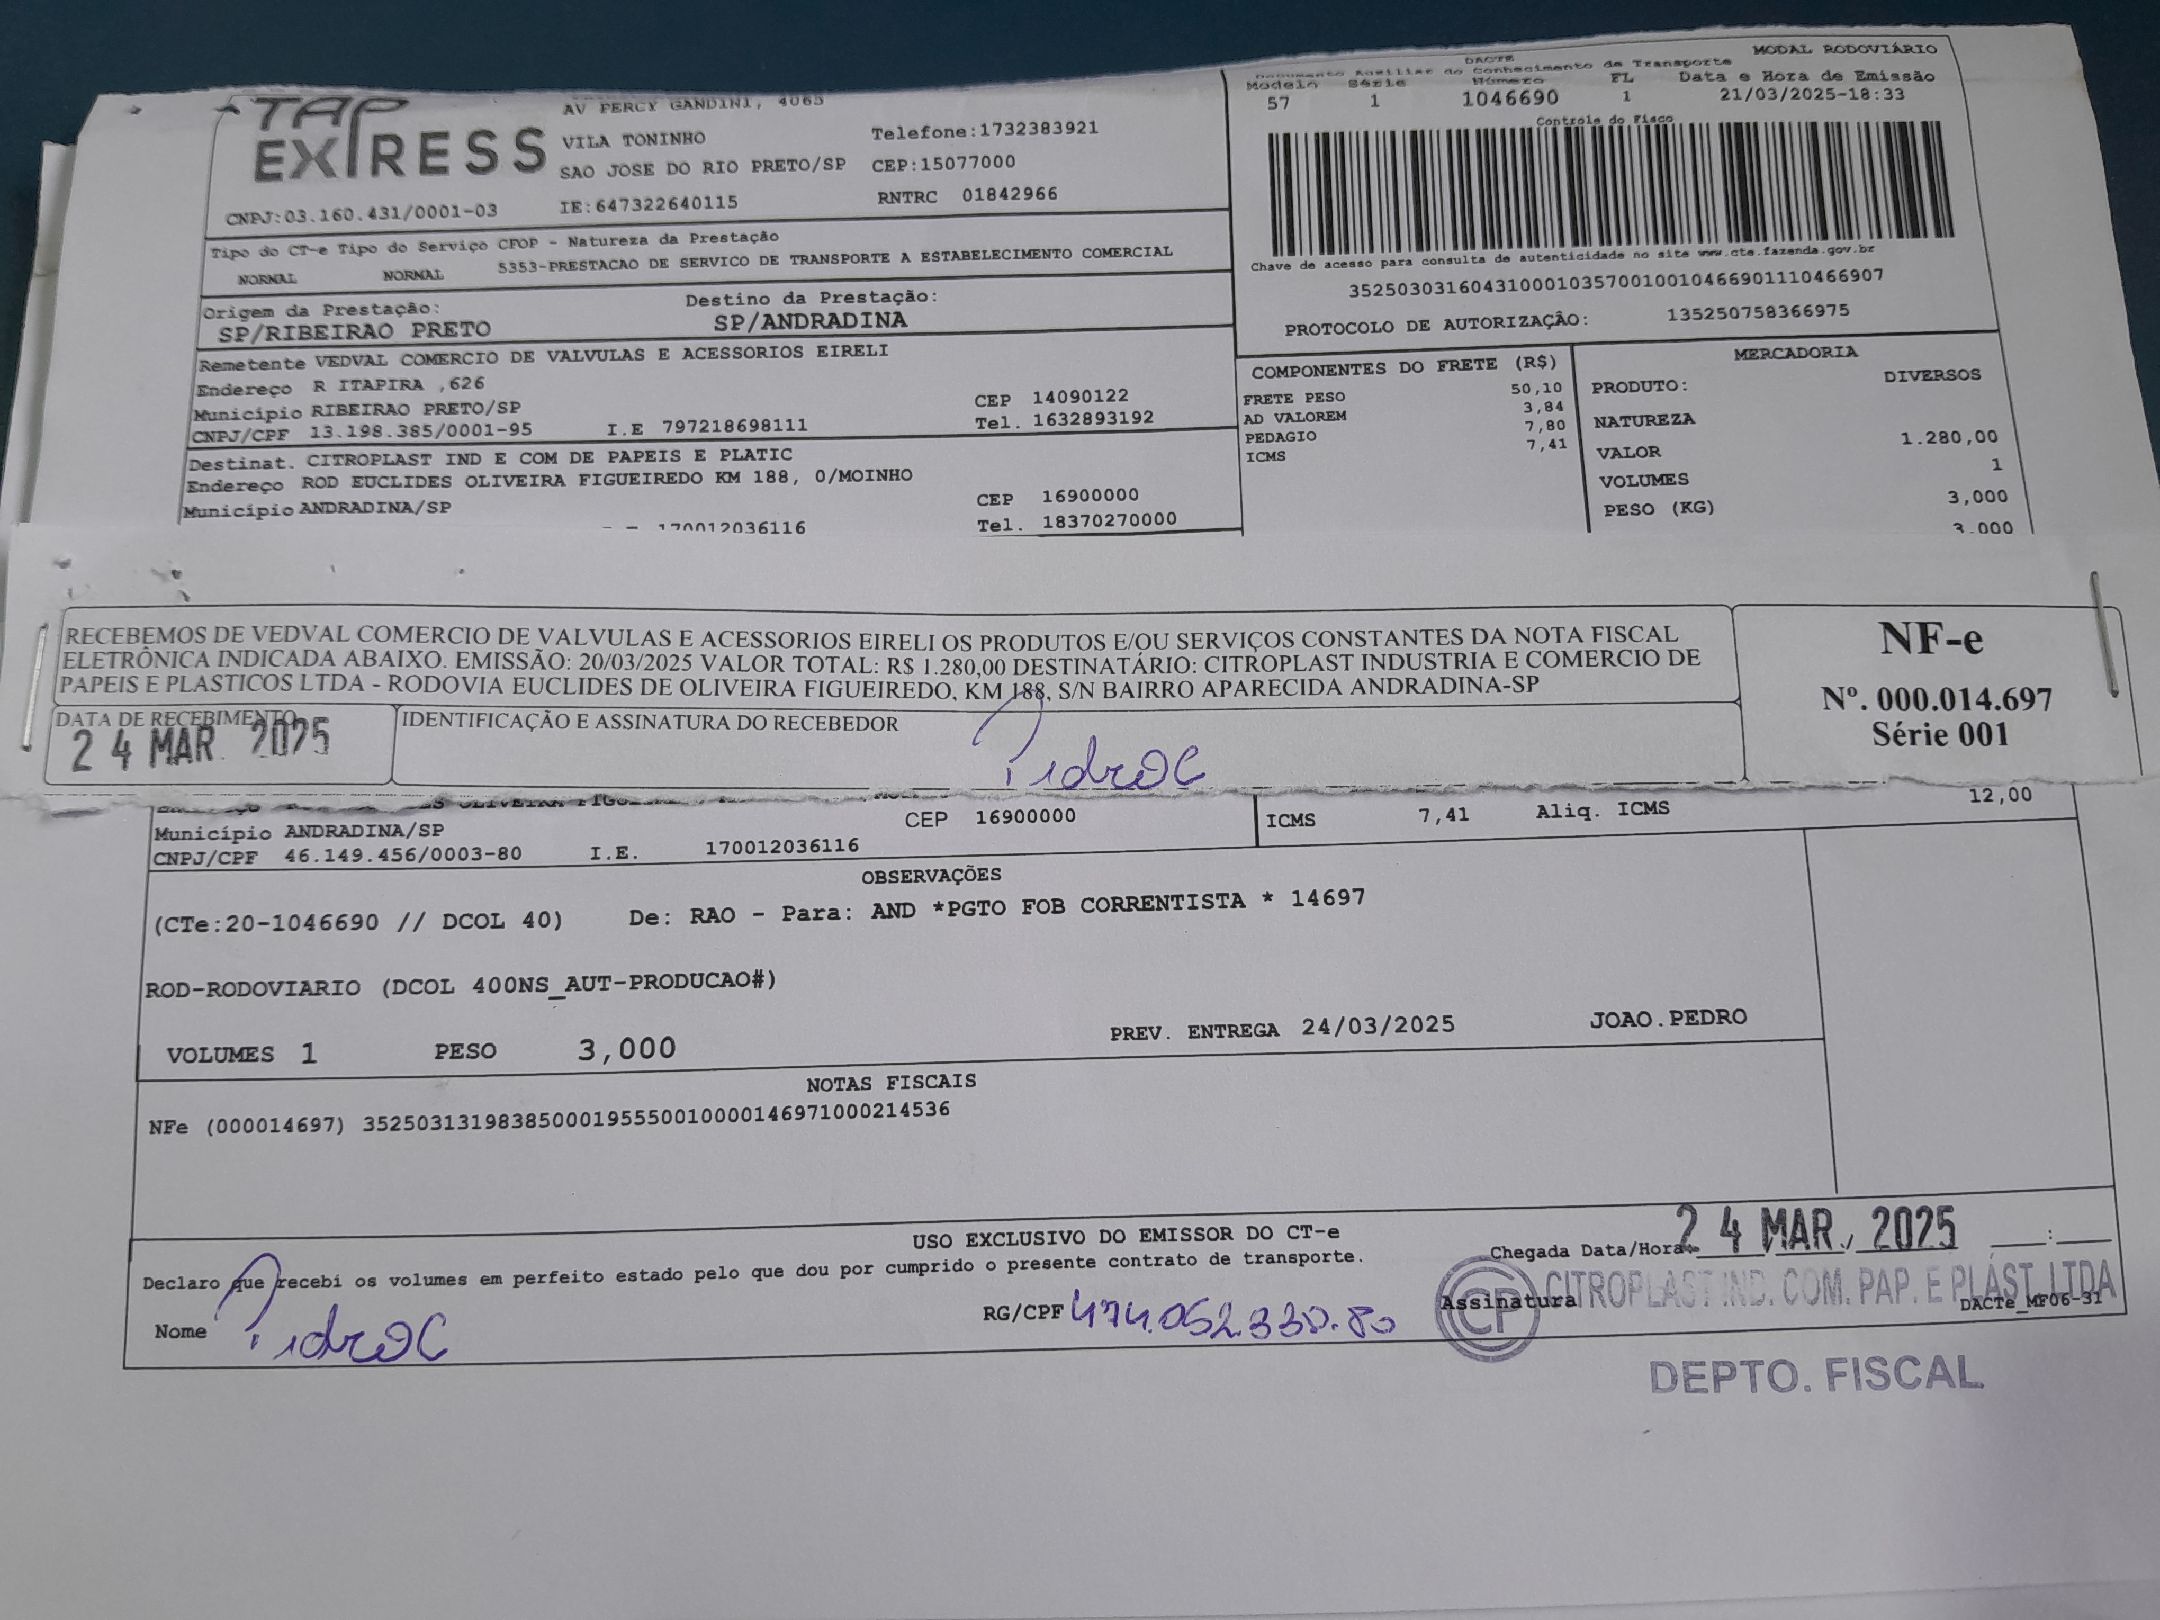 TAP
EXPRESS
AV PERCY GANDINI, 4065
VILA TONINHO
Telefone:1732383921
SAO JOSE DO RIO PRETO/SP CEP:15077000
CNPJ:03.160.431/0001-03 IE:647322640115 RNTRC 01842966
DACTE MODAL RODOVIÁRIO
Documento Auxiliar do Conhecimento de Transporte
Modelo Série Número FL Data e Hora de Emissão
57 1 1046690 1 21/03/2025-18:33
Controle do Fisco
Chave de acesso para consulta de autenticidade no site www.cte.fazenda.gov.br
35250303160431000103570010010466901110466907
PROTOCOLO DE AUTORIZAÇÃO: 135250758366975
Tipo do CT-e Tipo do Serviço CFOP - Natureza da Prestação
NORMAL NORMAL 5353-PRESTACAO DE SERVICO DE TRANSPORTE A ESTABELECIMENTO COMERCIAL
Origem da Prestação: Destino da Prestação:
SP/RIBEIRAO PRETO SP/ANDRADINA
Remetente VEDVAL COMERCIO DE VALVULAS E ACESSORIOS EIRELI
Endereço R ITAPIRA ,626
Município RIBEIRAO PRETO/SP CEP 14090122
CNPJ/CPF 13.198.385/0001-95 I.E 797218698111 Tel. 1632893192
Destinat. CITROPLAST IND E COM DE PAPEIS E PLATIC
Endereço ROD EUCLIDES OLIVEIRA FIGUEIREDO KM 188, 0/MOINHO
Município ANDRADINA/SP CEP 16900000
170012036116 Tel. 18370270000
COMPONENTES DO FRETE (R$)
FRETE PESO 50,10
AD VALOREM 3,84
PEDAGIO 7,80
ICMS 7,41
MERCADORIA
PRODUTO: DIVERSOS
NATUREZA
VALOR 1.280,00
VOLUMES 1
PESO (KG) 3,000
3,000
RECEBEMOS DE VEDVAL COMERCIO DE VALVULAS E ACESSORIOS EIRELI OS PRODUTOS E/OU SERVIÇOS CONSTANTES DA NOTA FISCAL
ELETRÔNICA INDICADA ABAIXO. EMISSÃO: 20/03/2025 VALOR TOTAL: R$ 1.280,00 DESTINATÁRIO: CITROPLAST INDUSTRIA E COMERCIO DE
PAPEIS E PLASTICOS LTDA - RODOVIA EUCLIDES DE OLIVEIRA FIGUEIREDO, KM 188, S/N BAIRRO APARECIDA ANDRADINA-SP
DATA DE RECEBIMENTO IDENTIFICAÇÃO E ASSINATURA DO RECEBEDOR
24 MAR. 2025
NF-e
Nº. 000.014.697
Série 001
Município ANDRADINA/SP CEP 16900000
CNPJ/CPF 46.149.456/0003-80 I.E. 170012036116
ICMS 7,41 Aliq. ICMS 12,00
OBSERVAÇÕES
(CTe:20-1046690 // DCOL 40) De: RAO - Para: AND *PGTO FOB CORRENTISTA * 14697
ROD-RODOVIARIO (DCOL 400NS_AUT-PRODUCAO#)
VOLUMES 1 PESO 3,000 PREV. ENTREGA 24/03/2025 JOAO.PEDRO
NOTAS FISCAIS
NFe (000014697) 35250313198385000195550010000146971000214536
USO EXCLUSIVO DO EMISSOR DO CT-e
Declaro que recebi os volumes em perfeito estado pelo que dou por cumprido o presente contrato de transporte.
Chegada Data/Hora: 24 MAR. 2025
Nome RG/CPF 474.052.330.80 Assinatura
CP CITROPLAST IND. COM. PAP. E PLÁST. LTDA
DACTe_MF06-31
DEPTO. FISCAL